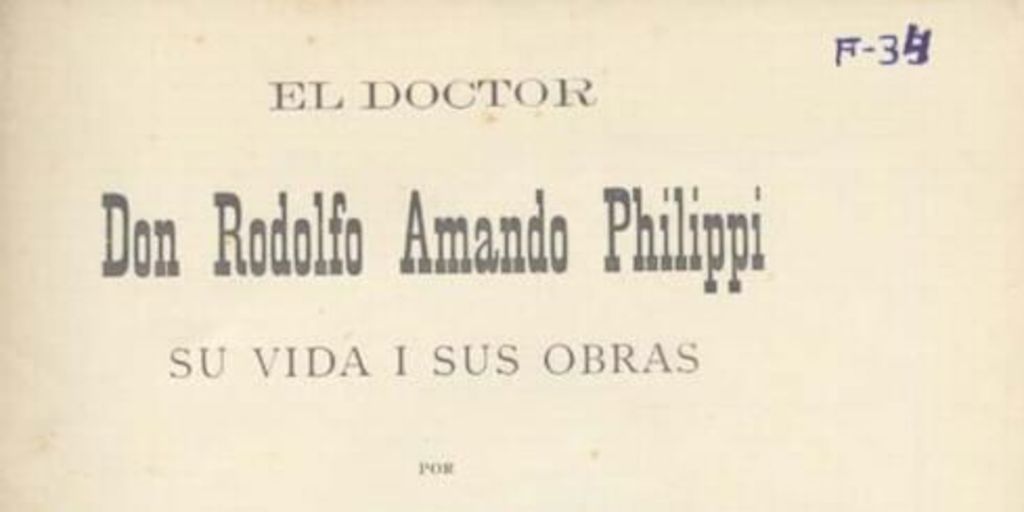 F-34
EL DOCTOR
Don Rodolfo Amando Philippi
SU VIDA I SUS OBRAS
POR